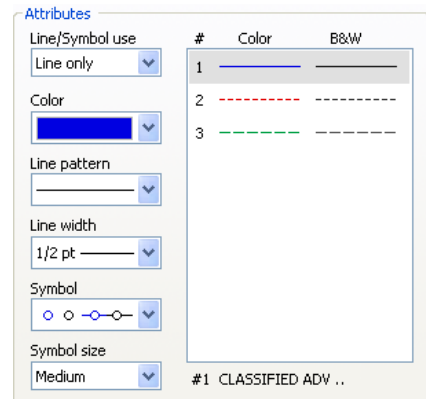 Attributes
Line/Symbol use
Line only
Color
Line pattern
Line width
1/2 pt
Symbol
Symbol size
Medium
# Color B&W
1
2
3
#1 CLASSIFIED ADV ..